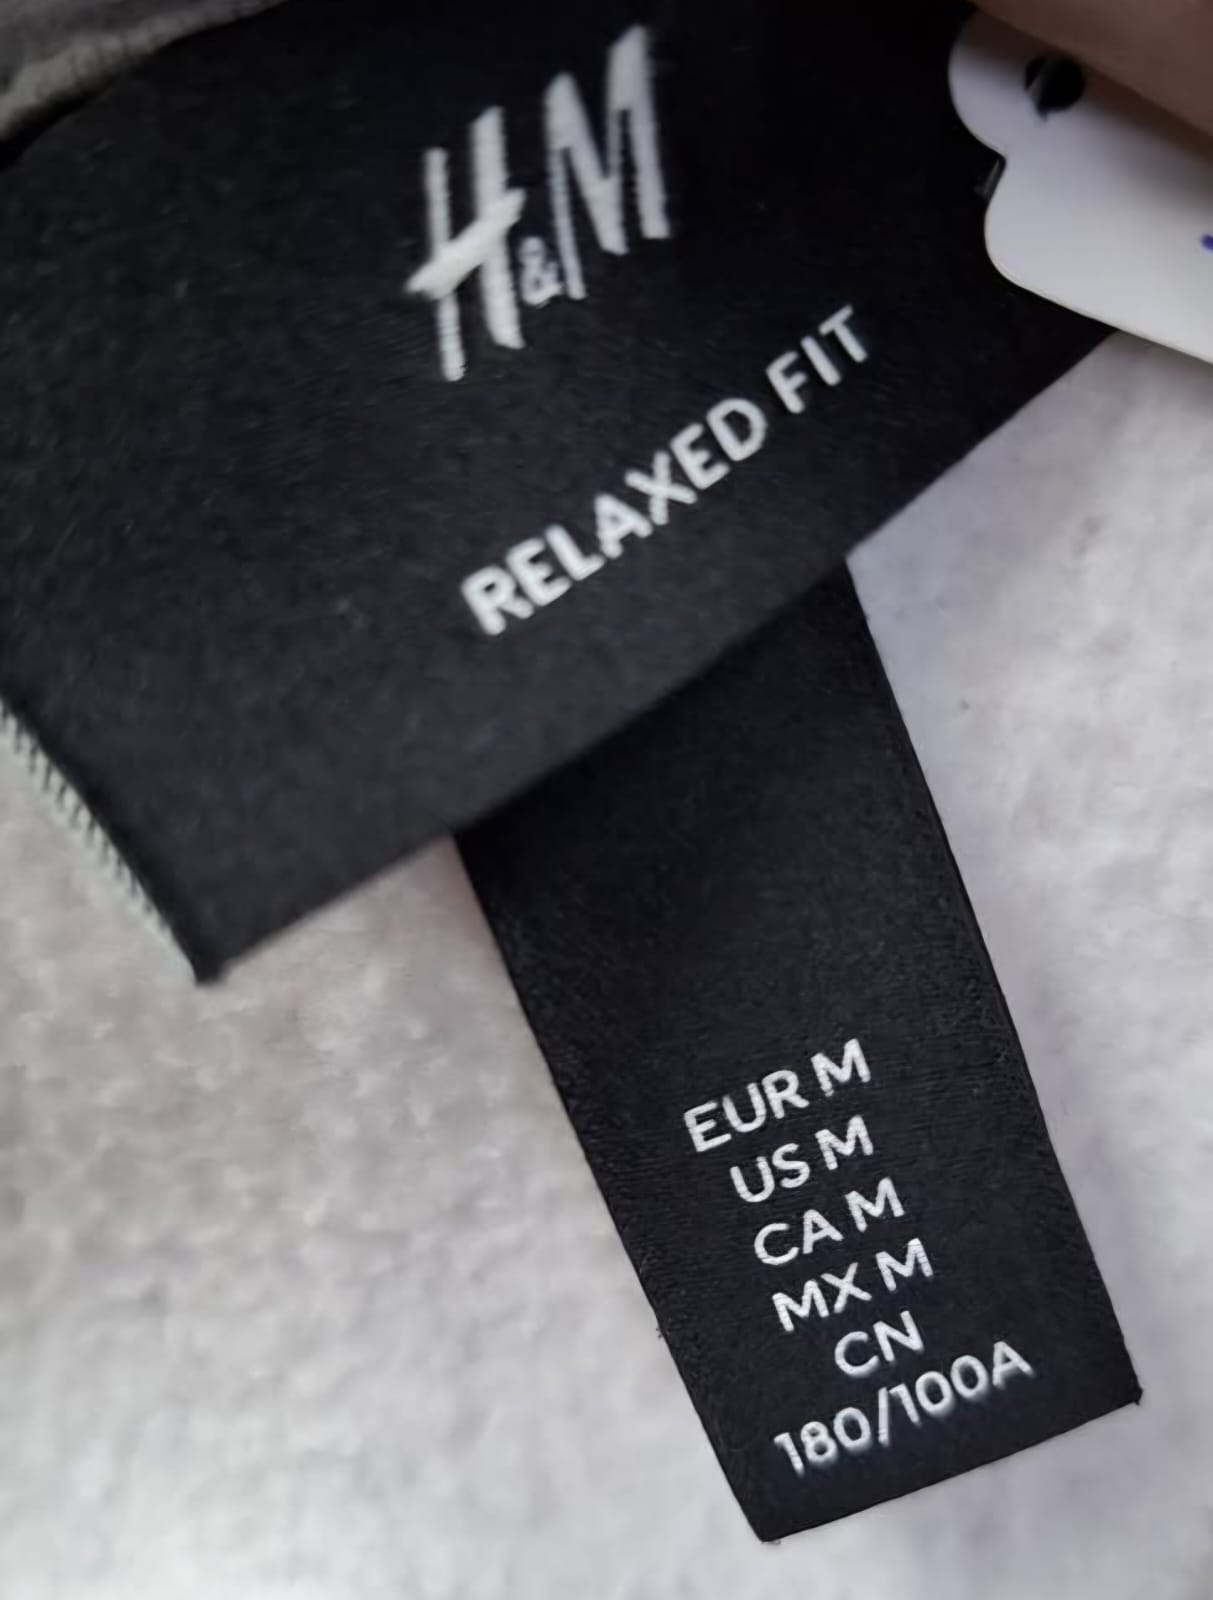 H&M
RELAXED FIT
EUR M
US M
CA M
MX M
CN
180/100A